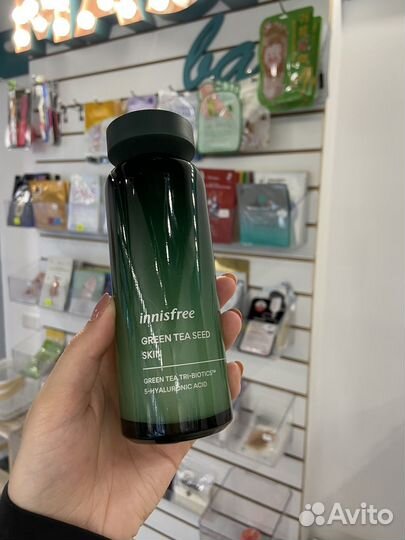 innisfree
GREEN TEA SEED
SKIN
GREEN TEA TRI-BIOTICS™
5-HYALURONIC ACID
Avito